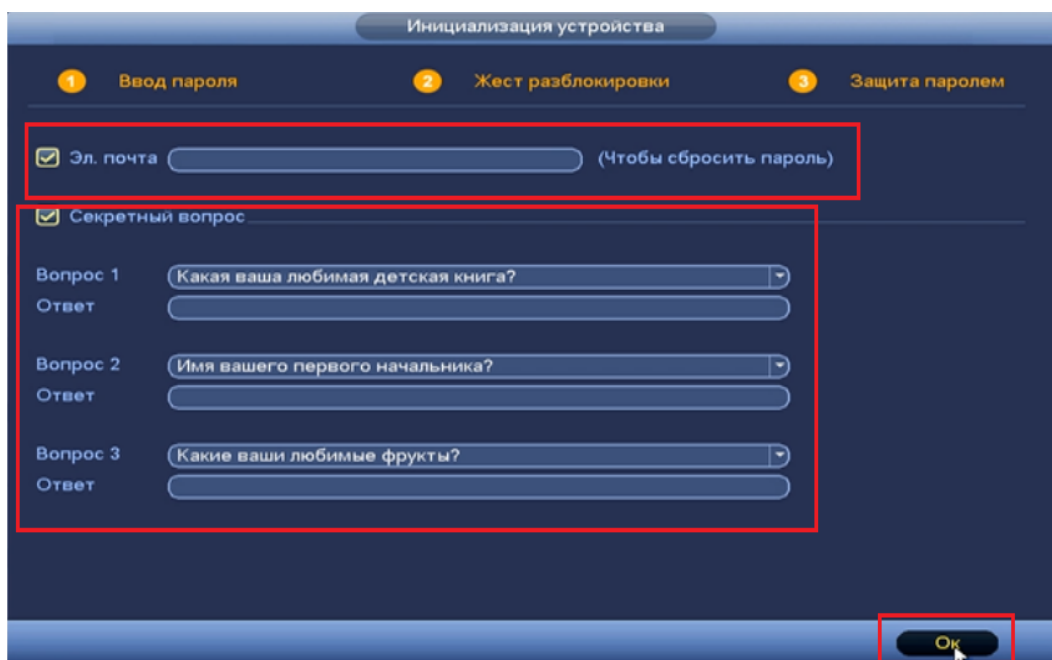 Инициализация устройства
1 Ввод пароля 2 Жест разблокировки 3 Защита паролем
Эл. почта (Чтобы сбросить пароль)
Секретный вопрос
Вопрос 1 Какая ваша любимая детская книга?
Ответ
Вопрос 2 Имя вашего первого начальника?
Ответ
Вопрос 3 Какие ваши любимые фрукты?
Ответ
Ок